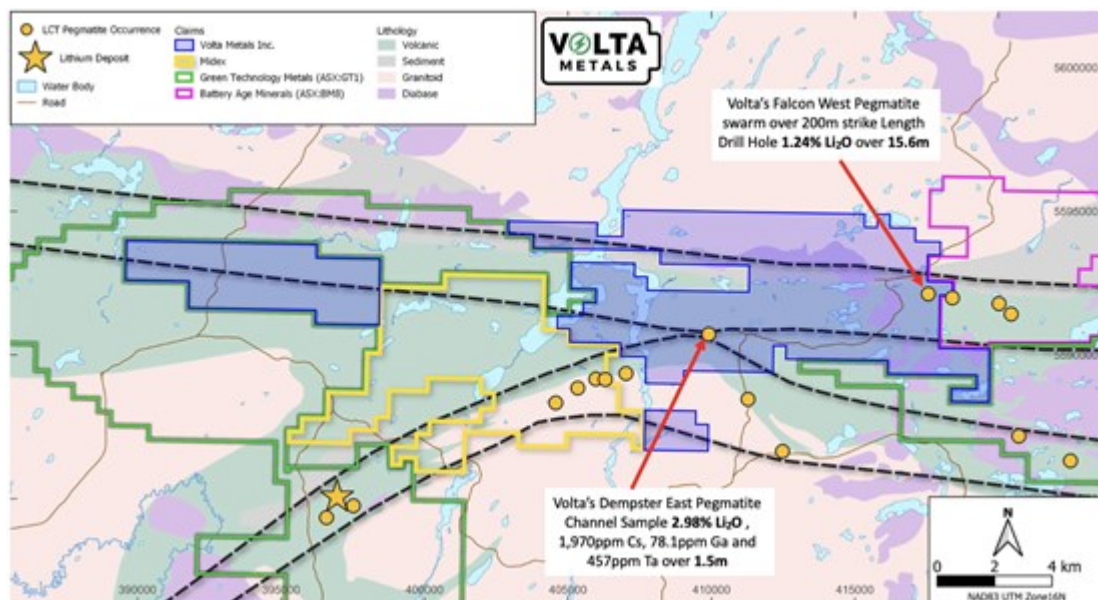 LCT Pegmatite Occurrence
Lithium Deposit
Water Body
Road
Claims
Volta Metals Inc.
Midex
Green Technology Metals (ASX:GT1)
Battery Age Minerals (ASX:BM8)
Lithology
Volcanic
Sediment
Granitoid
Diabase
VOLTA
METALS
Volta's Falcon West Pegmatite
swarm over 200m strike Length
Drill Hole 1.24% Li₂O over 15.6m
Volta's Dempster East Pegmatite
Channel Sample 2.98% Li₂O ,
1,970ppm Cs, 78.1ppm Ga and
457ppm Ta over 1.5m
5600000
5595000
5590000
390000
395000
400000
405000
410000
415000
N
0 2 4 km
NAD83 UTM Zone16N